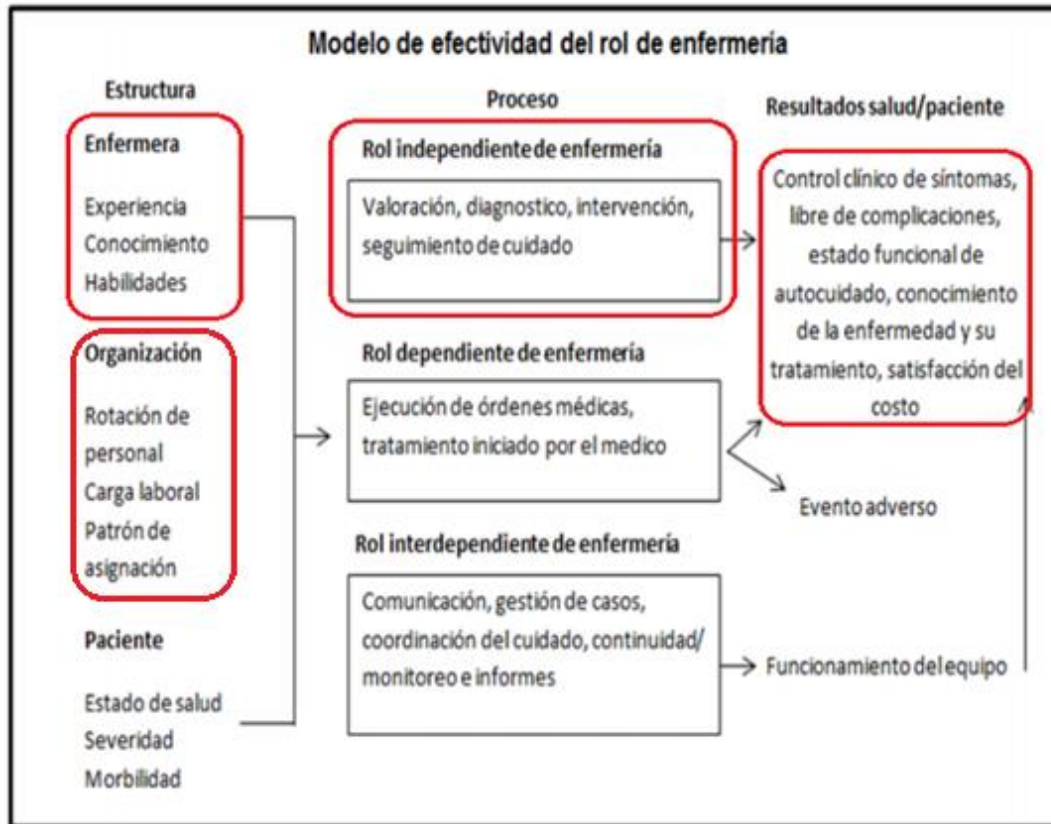 Modelo de efectividad del rol de enfermería
Estructura
Enfermera
Experiencia
Conocimiento
Habilidades
Organización
Rotación de
personal
Carga laboral
Patrón de
asignación
Paciente
Estado de salud
Severidad
Morbilidad
Proceso
Rol independiente de enfermería
Valoración, diagnostico, intervención,
seguimiento de cuidado
Rol dependiente de enfermería
Ejecución de órdenes médicas,
tratamiento iniciado por el medico
Rol interdependiente de enfermería
Comunicación, gestión de casos,
coordinación del cuidado, continuidad/
monitoreo e informes
Resultados salud/paciente
Control clínico de síntomas,
libre de complicaciones,
estado funcional de
autocuidado, conocimiento
de la enfermedad y su
tratamiento, satisfacción del
costo
Evento adverso
Funcionamiento del equipo